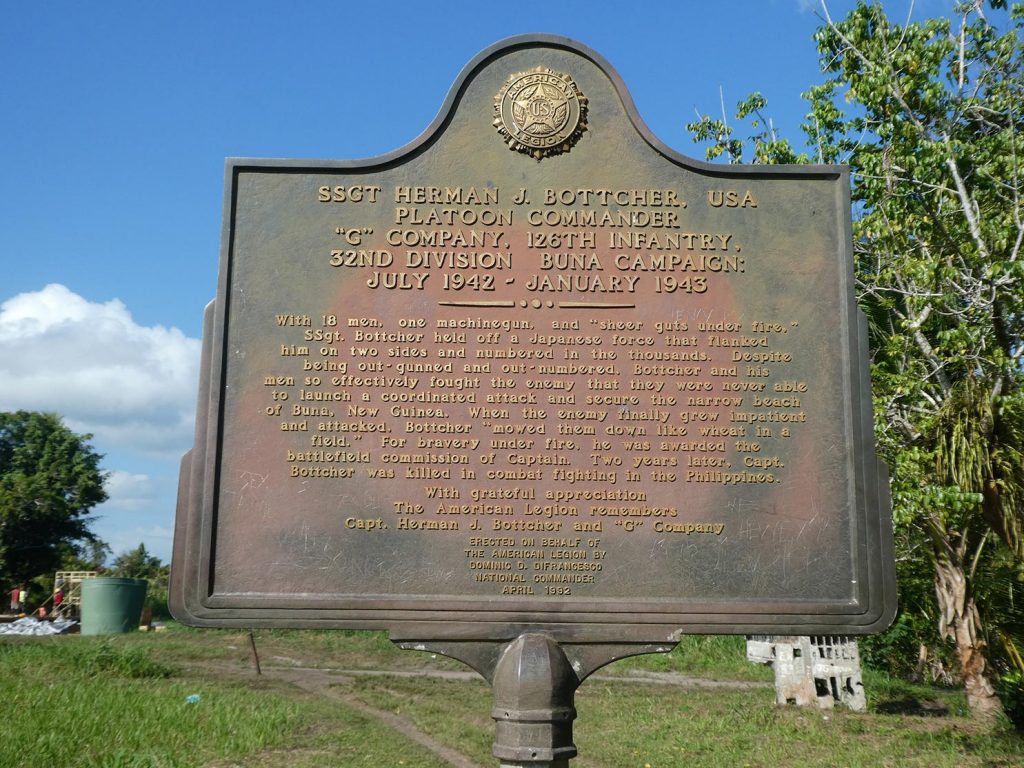 AMERICAN
US
LEGION
SSGT HERMAN J. BOTTCHER, USA
PLATOON COMMANDER
"G" COMPANY, 126TH INFANTRY,
32ND DIVISION BUNA CAMPAIGN:
JULY 1942 - JANUARY 1943
With 18 men, one machinegun, and "sheer guts under fire,"
SSgt. Bottcher held off a Japanese force that flanked
him on two sides and numbered in the thousands. Despite
being out-gunned and out-numbered, Bottcher and his
men so effectively fought the enemy that they were never able
to launch a coordinated attack and secure the narrow beach
of Buna, New Guinea. When the enemy finally grew impatient
and attacked, Bottcher "mowed them down like wheat in a
field." For bravery under fire, he was awarded the
battlefield commission of Captain. Two years later, Capt.
Bottcher was killed in combat fighting in the Philippines.
With grateful appreciation
The American Legion remembers
Capt. Herman J. Bottcher and "G" Company
ERECTED ON BEHALF OF
THE AMERICAN LEGION BY
DOMINIC D. DIFRANCESCO
NATIONAL COMMANDER
APRIL 1992